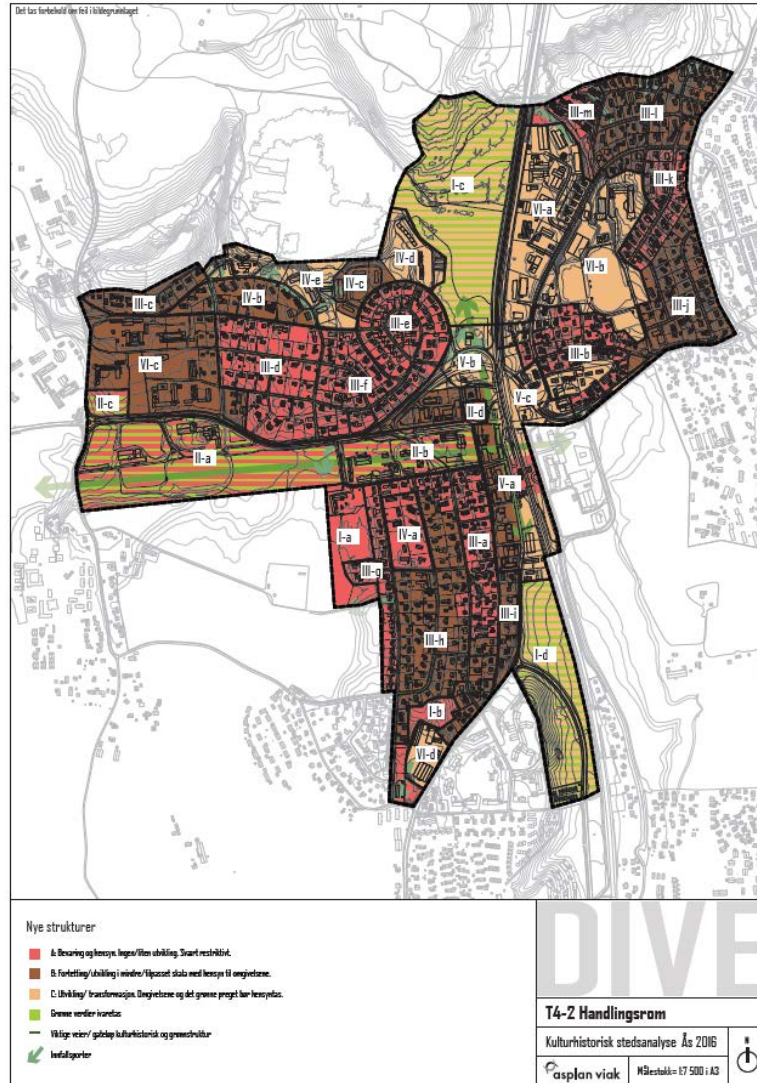 Det tas forbehold om feil i kildegrunnlaget
III-m
III-l
I-c
III-k
VI-a
IV-d
VI-b
IV-e
IV-c
IV-b
III-c
III-j
III-e
V-b
III-b
VI-c
III-d
III-f
V-c
II-c
II-d
II-b
II-a
V-a
I-a
IV-a
III-a
III-g
III-i
III-h
I-d
I-b
VI-d
Nye strukturer
A: Bevaring og hensyn. Ingen/liten utvikling. Svært restriktivt.
B: Fortetting/utvikling i mindre/tilpasset skala med hensyn til omgivelsene.
C: Utvikling/ transformasjon. Omgivelsene og det grønne preget bør hensyntas.
Grønne verdier ivaretas
Viktige veier/ gateløp kulturhistorisk og grønnstruktur
Innfallsporter
DIVE
T4-2 Handlingsrom
Kulturhistorisk stedsanalyse Ås 2016
N
asplan viak
Målestokk= 1:7 500 i A3